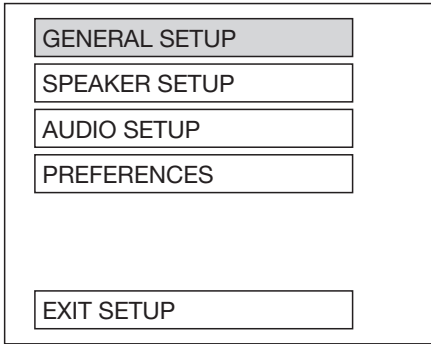 GENERAL SETUP
SPEAKER SETUP
AUDIO SETUP
PREFERENCES
EXIT SETUP